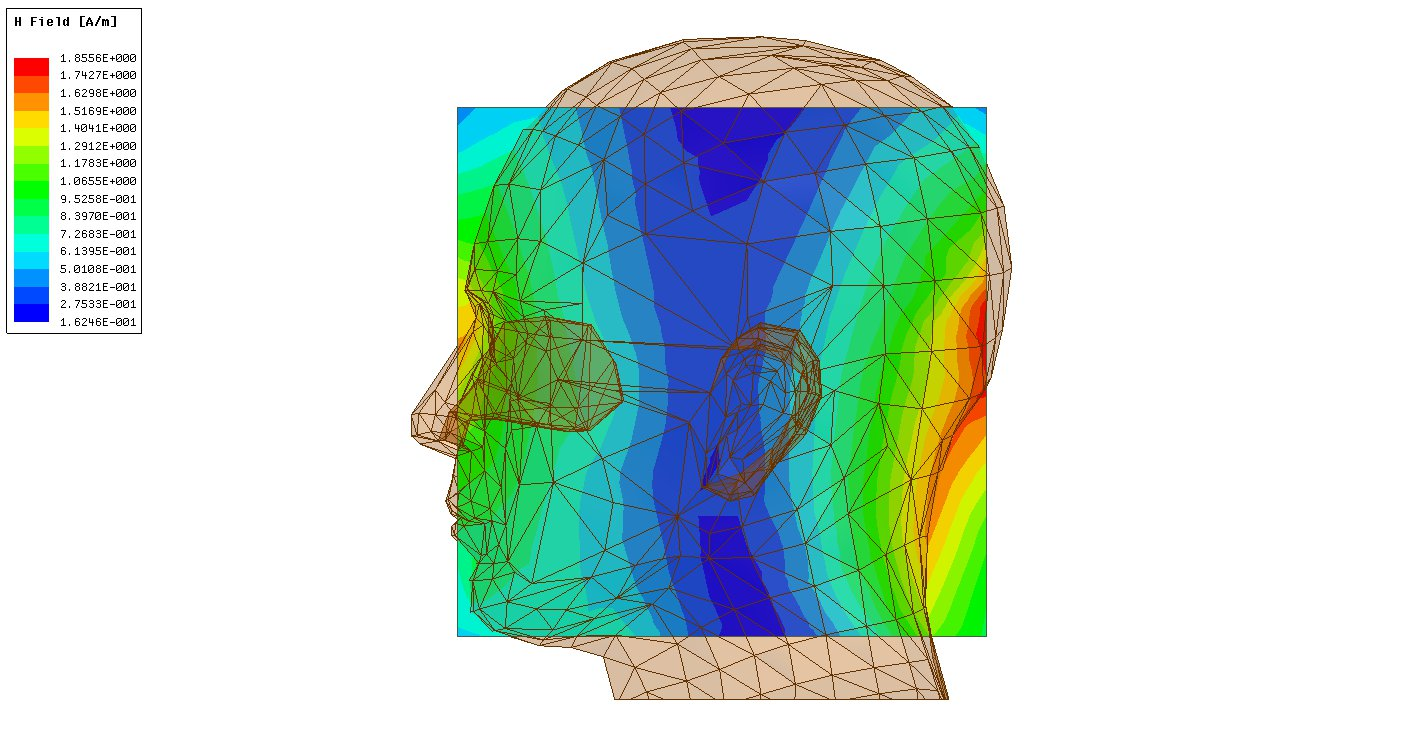 H Field [A/m]
1.8556E+000
1.7427E+000
1.6298E+000
1.5169E+000
1.4041E+000
1.2912E+000
1.1783E+000
1.0655E+000
9.5258E-001
8.3970E-001
7.2683E-001
6.1395E-001
5.0108E-001
3.8821E-001
2.7533E-001
1.6246E-001